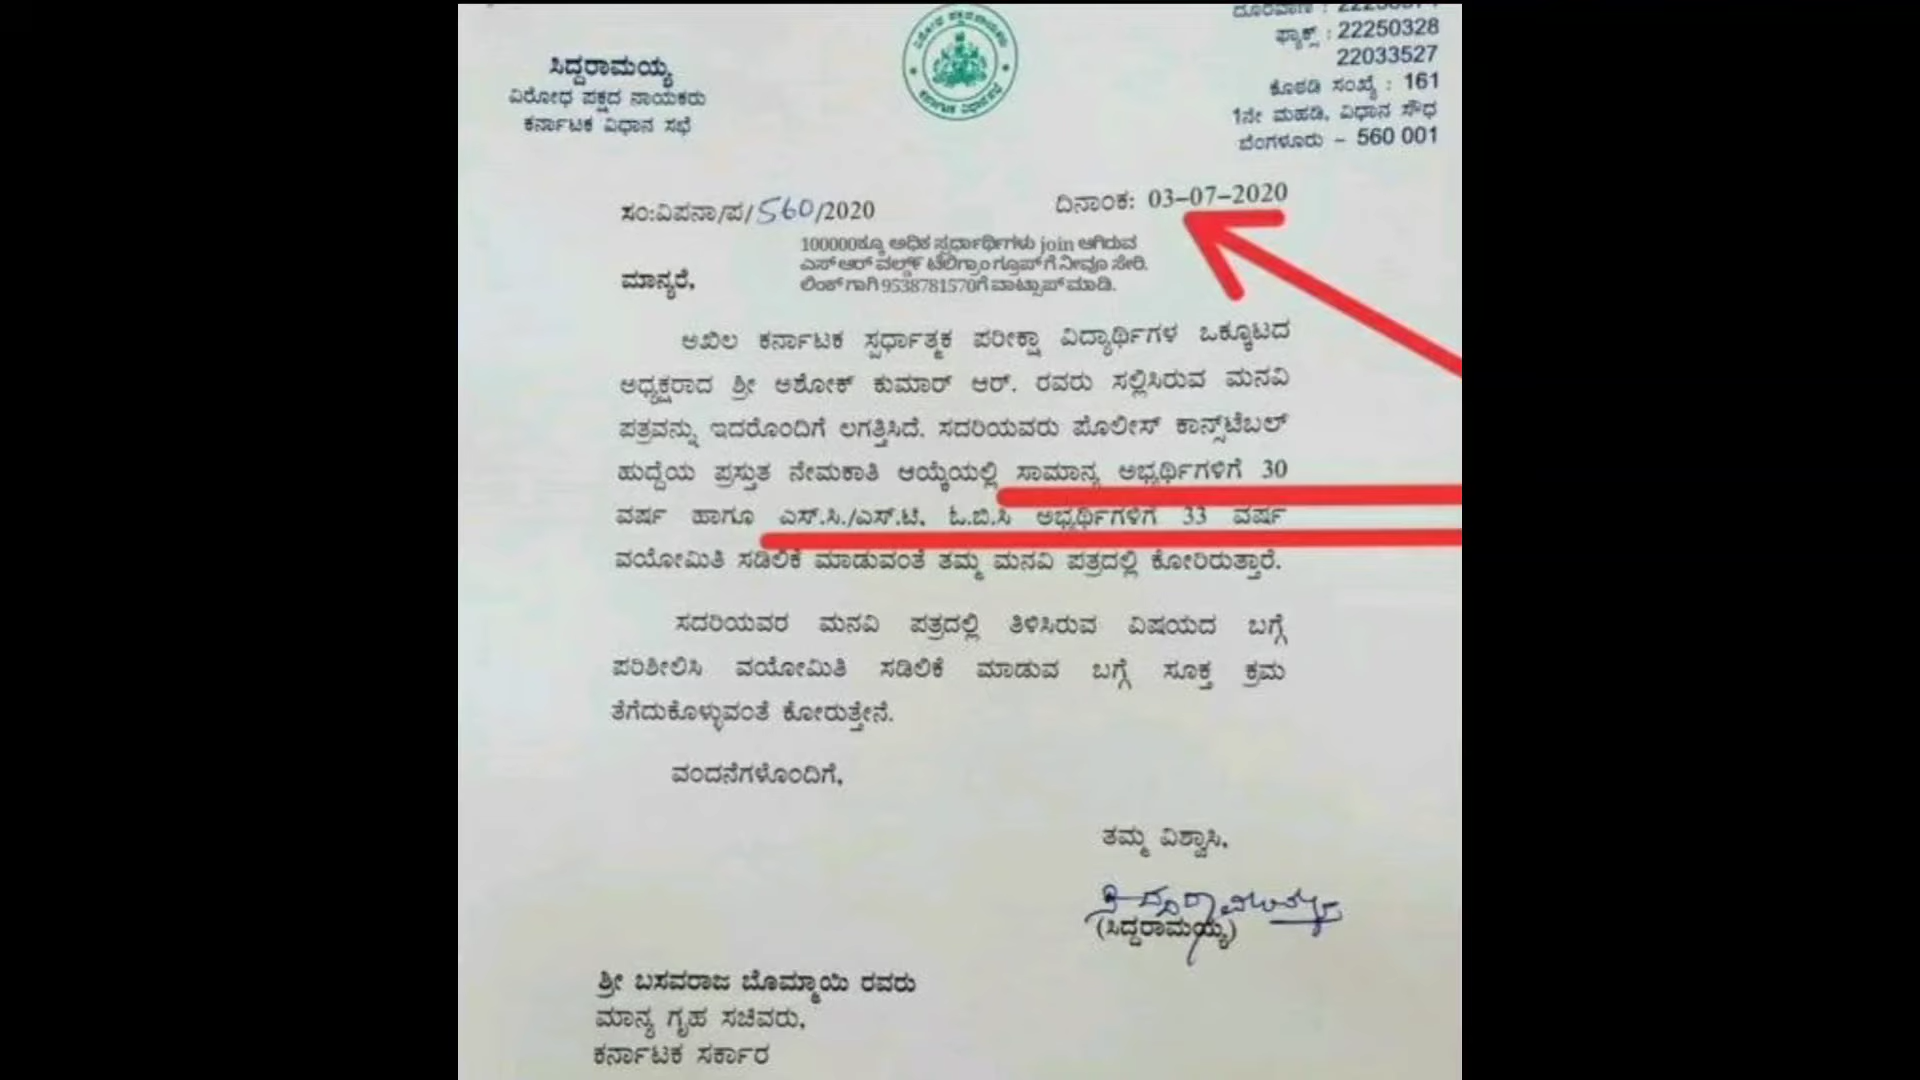 ಸಿದ್ದರಾಮಯ್ಯ
ವಿರೋಧ ಪಕ್ಷದ ನಾಯಕರು
ಕರ್ನಾಟಕ ವಿಧಾನ ಸಭೆ
ದೂರವಾಣಿ :
ಫ್ಯಾಕ್ಸ್ : 22250328
22033527
ಕೊಠಡಿ ಸಂಖ್ಯೆ : 161
1ನೇ ಮಹಡಿ, ವಿಧಾನ ಸೌಧ
ಬೆಂಗಳೂರು – 560 001
ಸಂ:ವಿಪನಾ/ಪ/560/2020
ದಿನಾಂಕ: 03–07–2020
100000ಕ್ಕೂ ಅಧಿಕ ಸ್ಪರ್ಧಾರ್ಥಿಗಳು join ಆಗಿರುವ
ಎಸ್ ಆರ್ ವರ್ಲ್ಡ್ ಟೆಲಿಗ್ರಾಂ ಗ್ರೂಪ್ ಗೆ ನೀವೂ ಸೇರಿ.
ಲಿಂಕ್ ಗಾಗಿ 9538781570ಗೆ ವಾಟ್ಸಾಪ್ ಮಾಡಿ.
ಮಾನ್ಯರೆ,
ಅಖಿಲ ಕರ್ನಾಟಕ ಸ್ಪರ್ಧಾತ್ಮಕ ಪರೀಕ್ಷಾ ವಿದ್ಯಾರ್ಥಿಗಳ ಒಕ್ಕೂಟದ
ಅಧ್ಯಕ್ಷರಾದ ಶ್ರೀ ಅಶೋಕ್ ಕುಮಾರ್ ಆರ್. ರವರು ಸಲ್ಲಿಸಿರುವ ಮನವಿ
ಪತ್ರವನ್ನು ಇದರೊಂದಿಗೆ ಲಗತ್ತಿಸಿದೆ. ಸದರಿಯವರು ಪೊಲೀಸ್ ಕಾನ್ಸ್‌ಟೆಬಲ್
ಹುದ್ದೆಯ ಪ್ರಸ್ತುತ ನೇಮಕಾತಿ ಆಯ್ಕೆಯಲ್ಲಿ ಸಾಮಾನ್ಯ ಅಭ್ಯರ್ಥಿಗಳಿಗೆ 30
ವರ್ಷ ಹಾಗೂ ಎಸ್.ಸಿ./ಎಸ್.ಟಿ. ಓ.ಬಿ.ಸಿ ಅಭ್ಯರ್ಥಿಗಳಿಗೆ 33 ವರ್ಷ
ವಯೋಮಿತಿ ಸಡಿಲಿಕೆ ಮಾಡುವಂತೆ ತಮ್ಮ ಮನವಿ ಪತ್ರದಲ್ಲಿ ಕೋರಿರುತ್ತಾರೆ.
ಸದರಿಯವರ ಮನವಿ ಪತ್ರದಲ್ಲಿ ತಿಳಿಸಿರುವ ವಿಷಯದ ಬಗ್ಗೆ
ಪರಿಶೀಲಿಸಿ ವಯೋಮಿತಿ ಸಡಿಲಿಕೆ ಮಾಡುವ ಬಗ್ಗೆ ಸೂಕ್ತ ಕ್ರಮ
ತೆಗೆದುಕೊಳ್ಳುವಂತೆ ಕೋರುತ್ತೇನೆ.
ವಂದನೆಗಳೊಂದಿಗೆ,
ತಮ್ಮ ವಿಶ್ವಾಸಿ,
ಸಿದ್ದರಾಮಯ್ಯ
(ಸಿದ್ದರಾಮಯ್ಯ)
ಶ್ರೀ ಬಸವರಾಜ ಬೊಮ್ಮಾಯಿ ರವರು
ಮಾನ್ಯ ಗೃಹ ಸಚಿವರು,
ಕರ್ನಾಟಕ ಸರ್ಕಾರ